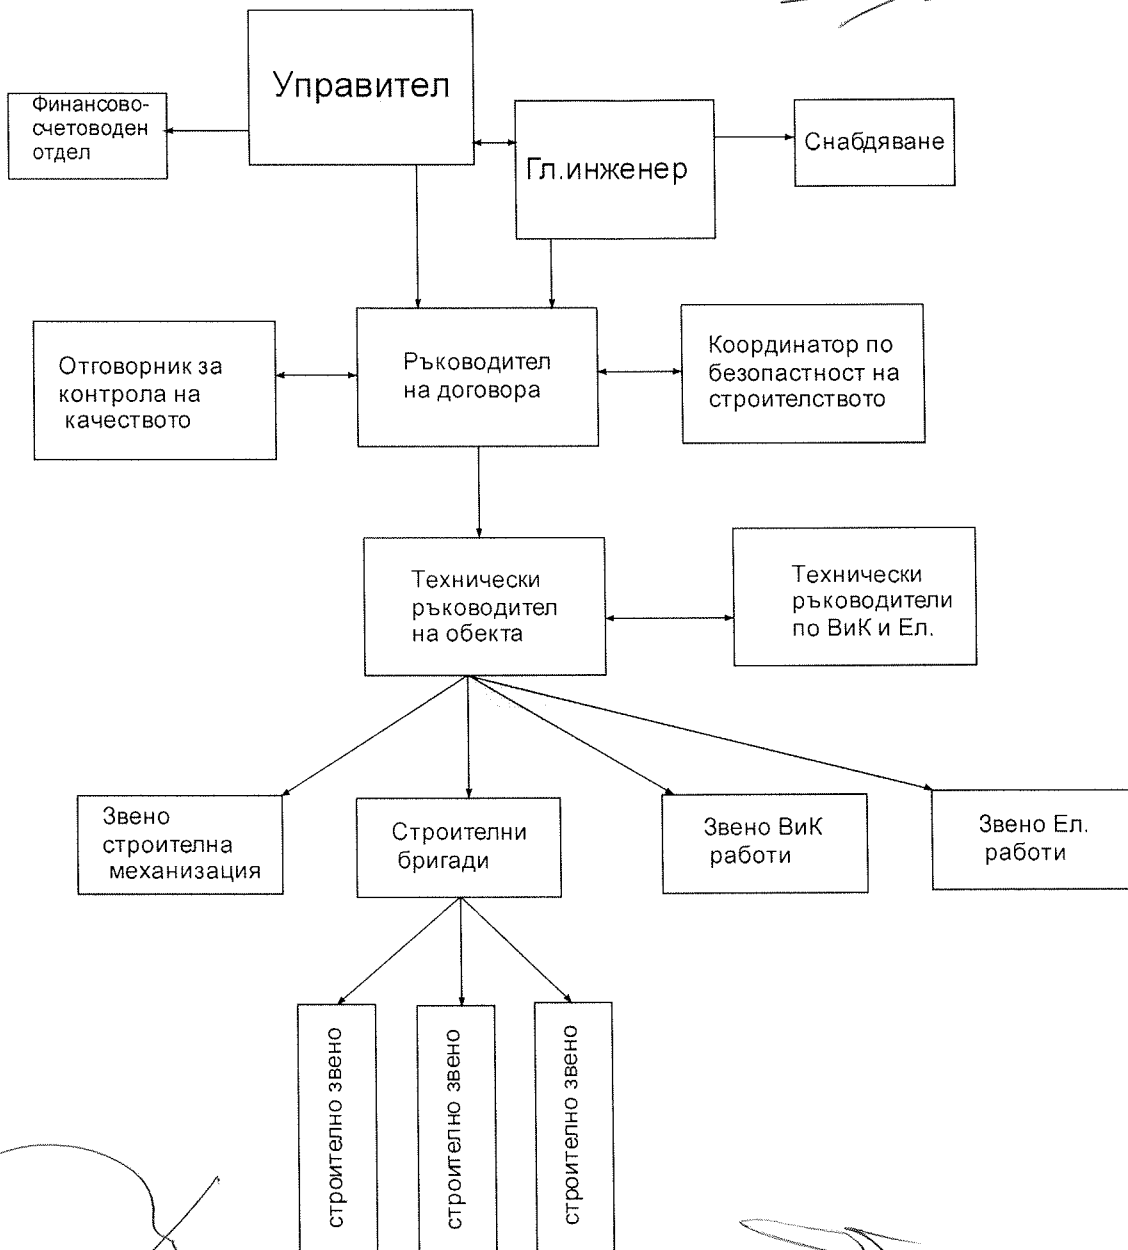 Управител
Финансово-
счетоводен
отдел
Гл.инженер
Снабдяване
Отговорник за
контрола на
качеството
Ръководител
на договора
Координатор по
безопастност на
строителството
Технически
ръководител
на обекта
Технически
ръководители
по ВиК и Ел.
Звено
строителна
механизация
Строителни
бригади
Звено ВиК
работи
Звено Ел.
работи
строително звено
строително звено
строително звено